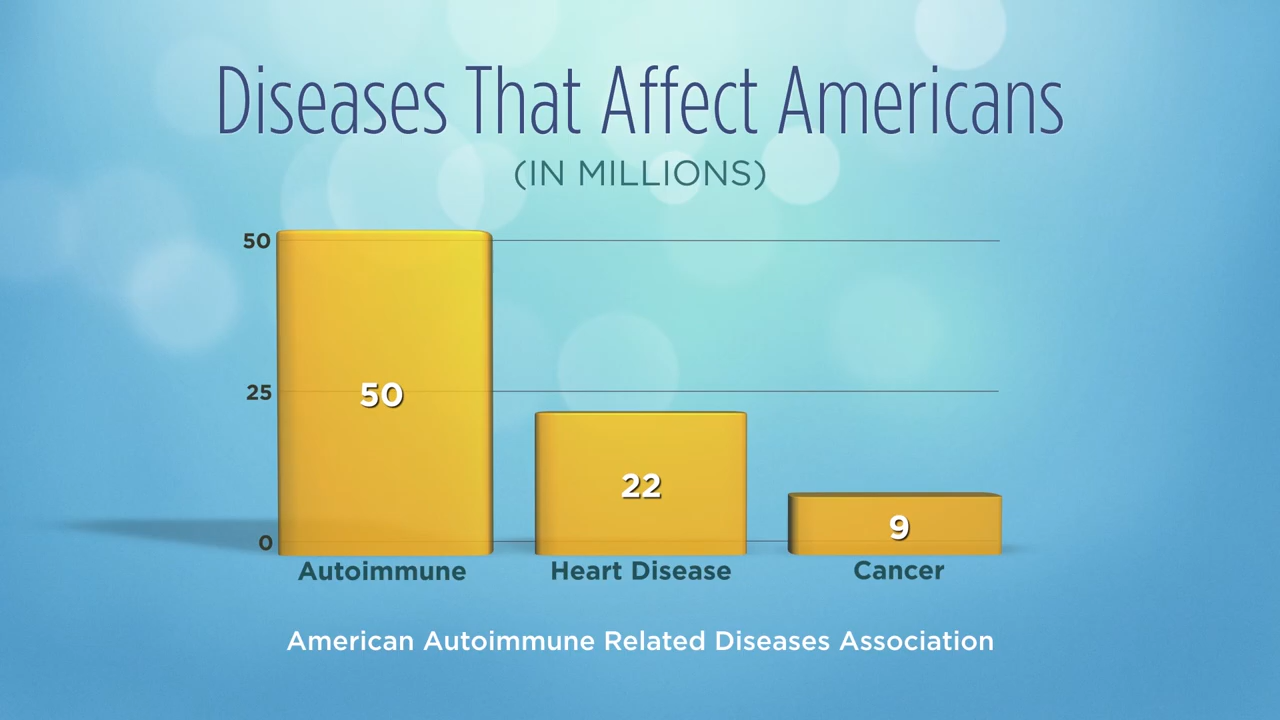 Diseases That Affect Americans
(IN MILLIONS)
50
50
25
22
9
0
Autoimmune Heart Disease Cancer
American Autoimmune Related Diseases Association